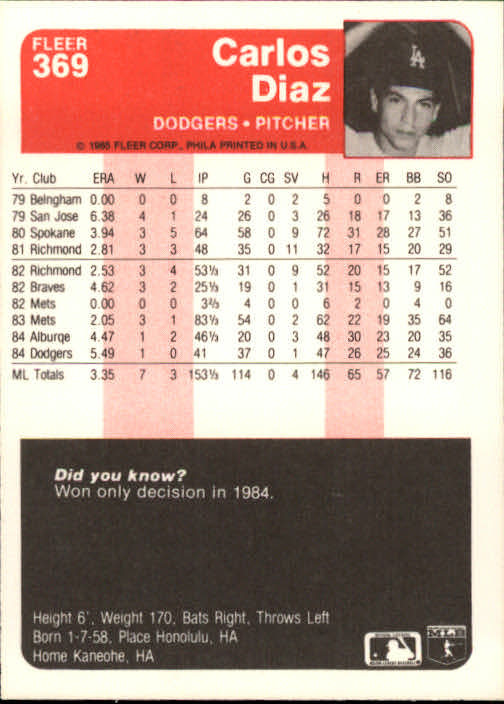 FLEER
369
Carlos
Diaz
DODGERS • PITCHER
© 1985 FLEER CORP., PHILA PRINTED IN U.S.A.
LA
Yr. Club ERA W L IP G CG SV H R ER BB SO
79 Belngham 0.00 0 0 8 2 0 2 5 0 0 2 8
79 San Jose 6.38 4 1 24 26 0 3 26 18 17 13 36
80 Spokane 3.94 3 5 64 58 0 9 72 31 28 27 51
81 Richmond 2.81 3 3 48 35 0 11 32 17 15 20 29
82 Richmond 2.53 3 4 53⅓ 31 0 9 52 20 15 17 52
82 Braves 4.62 3 2 25⅓ 19 0 1 31 15 13 9 16
82 Mets 0.00 0 0 3⅔ 4 0 0 6 2 0 4 0
83 Mets 2.05 3 1 83⅓ 54 0 2 62 22 19 35 64
84 Alburqe 4.47 1 2 46⅓ 20 0 3 48 30 23 20 35
84 Dodgers 5.49 1 0 41 37 0 1 47 26 25 24 36
ML Totals 3.35 7 3 153⅓ 114 0 4 146 65 57 72 116
Did you know?
Won only decision in 1984.
Height 6', Weight 170, Bats Right, Throws Left
Born 1-7-58, Place Honolulu, HA
Home Kaneohe, HA
MLB